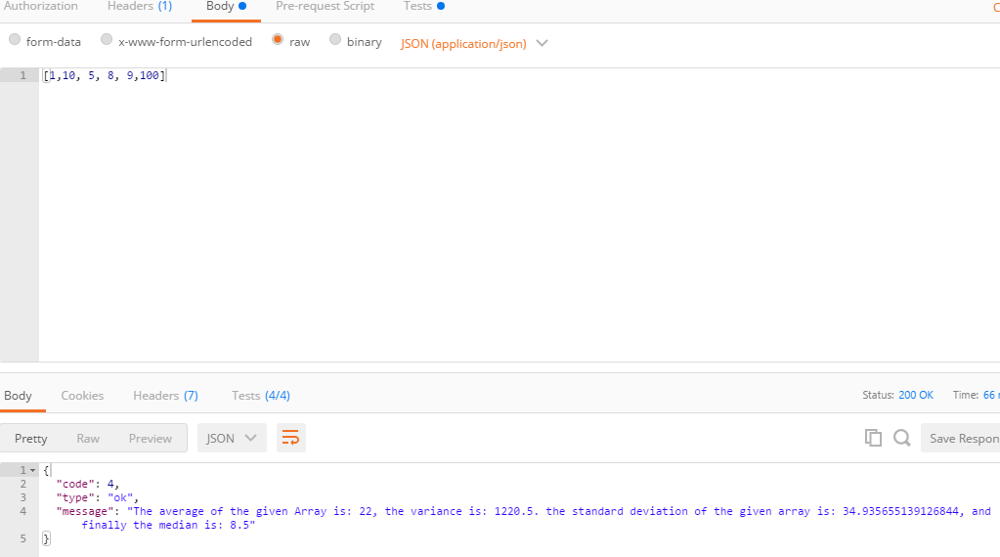 Authorization Headers (1) Body Pre-request Script Tests
form-data x-www-form-urlencoded raw binary JSON (application/json)
1 [1,10, 5, 8, 9,100]
Body Cookies Headers (7) Tests (4/4) Status: 200 OK Time: 66
Pretty Raw Preview JSON Save Respon
1 {
2 "code": 4,
3 "type": "ok",
4 "message": "The average of the given Array is: 22, the variance is: 1220.5. the standard deviation of the given array is: 34.935655139126844, and
finally the median is: 8.5"
5 }